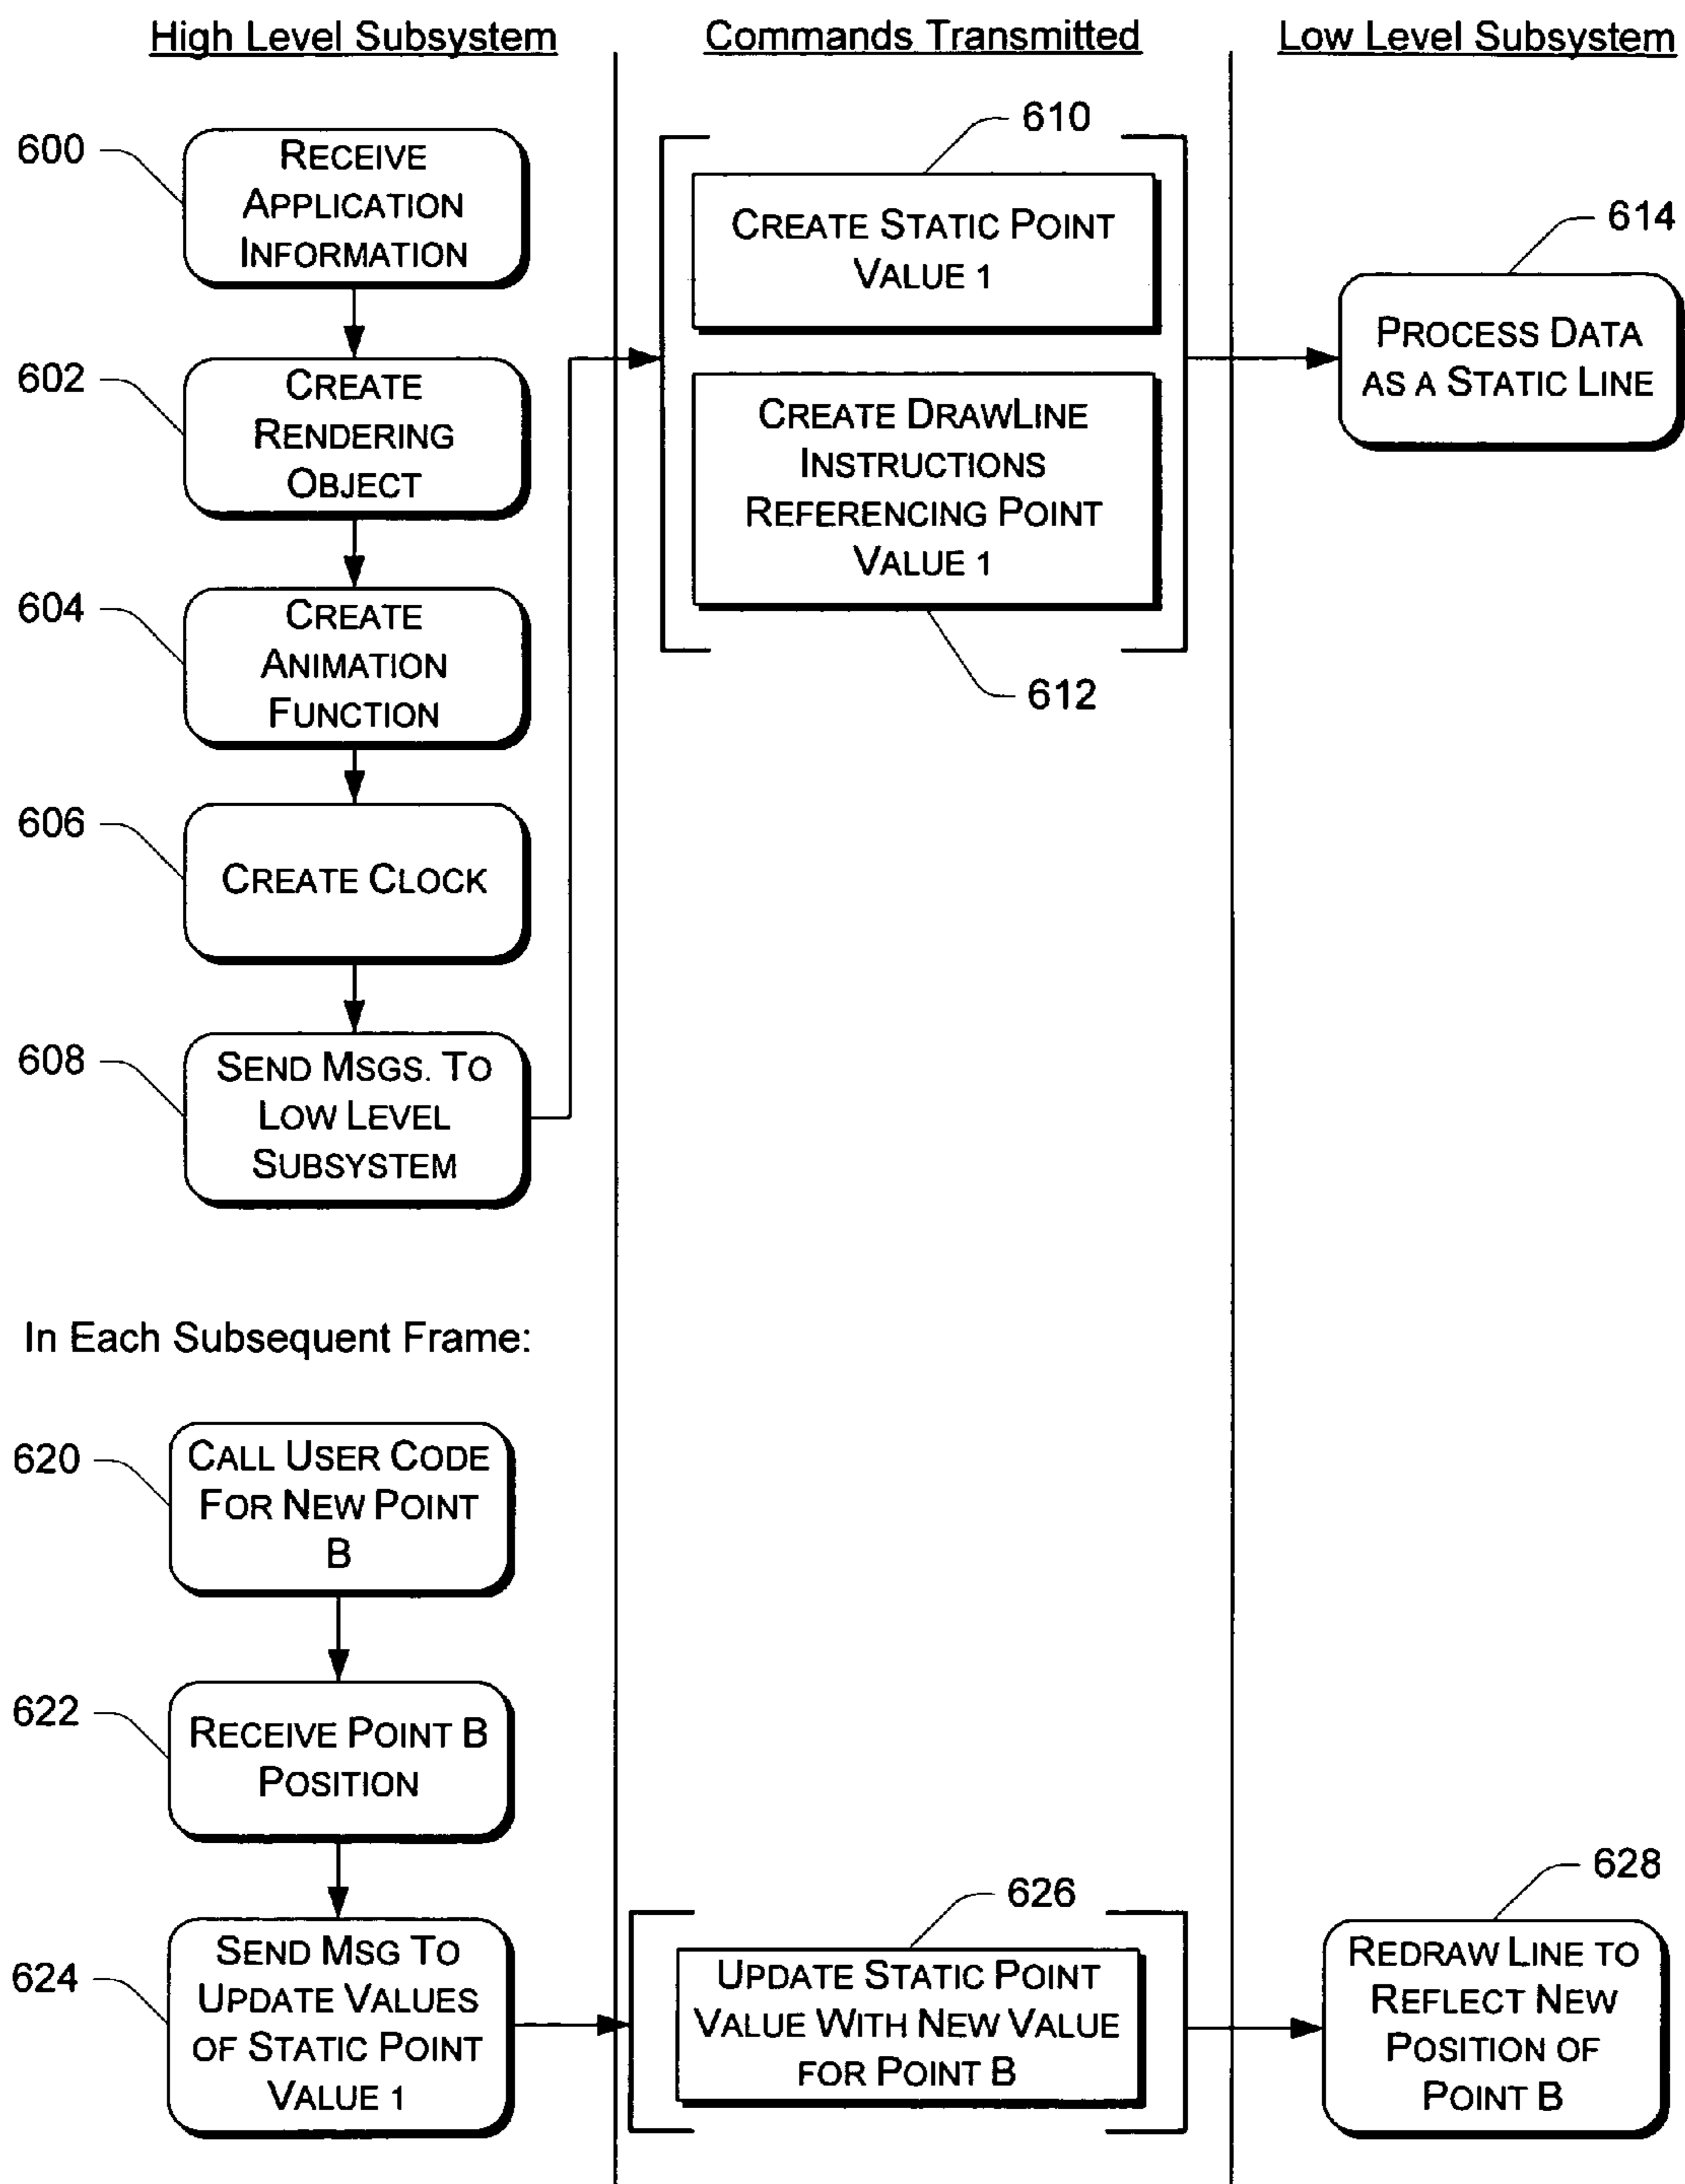 High Level Subsystem
Commands Transmitted
Low Level Subsystem
600
RECEIVE
APPLICATION
INFORMATION
602
CREATE
RENDERING
OBJECT
604
CREATE
ANIMATION
FUNCTION
606
CREATE CLOCK
608
SEND MSGS. TO
LOW LEVEL
SUBSYSTEM
610
CREATE STATIC POINT
VALUE 1
CREATE DRAWLINE
INSTRUCTIONS
REFERENCING POINT
VALUE 1
612
614
PROCESS DATA
AS A STATIC LINE
In Each Subsequent Frame:
620
CALL USER CODE
FOR NEW POINT
B
622
RECEIVE POINT B
POSITION
624
SEND MSG TO
UPDATE VALUES
OF STATIC POINT
VALUE 1
626
UPDATE STATIC POINT
VALUE WITH NEW VALUE
FOR POINT B
628
REDRAW LINE TO
REFLECT NEW
POSITION OF
POINT B